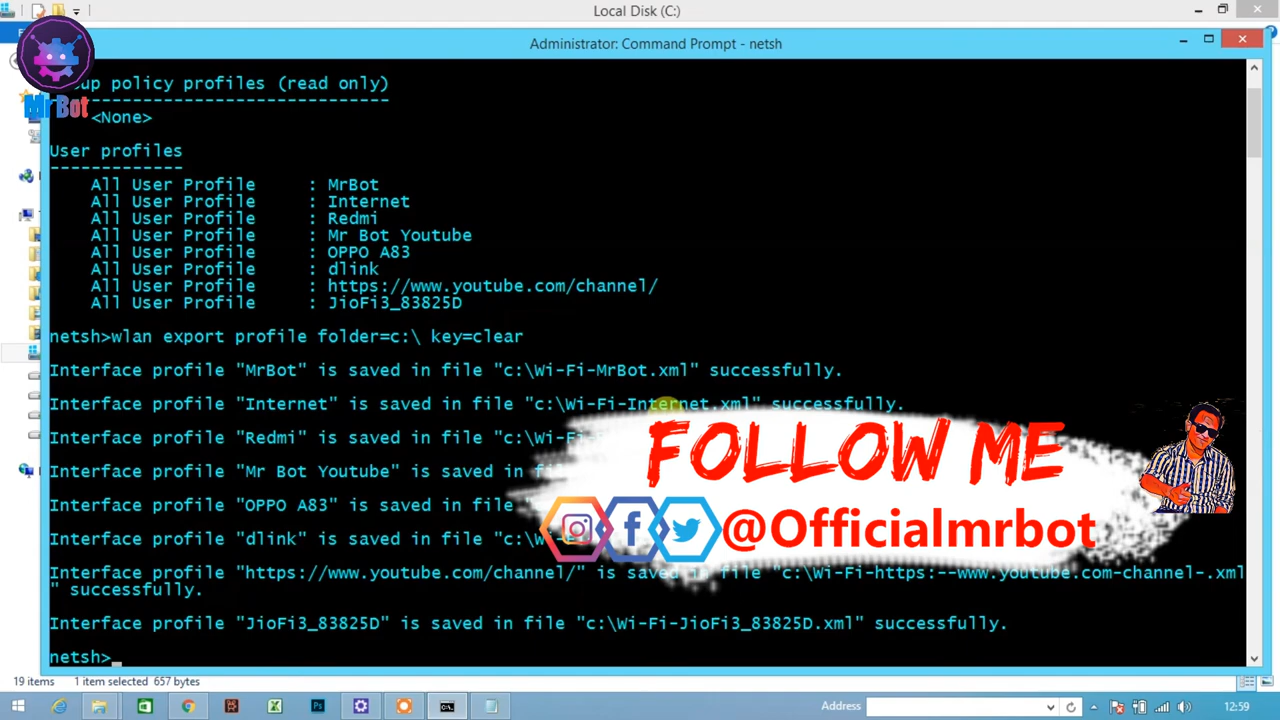 Local Disk (C:)
Administrator: Command Prompt - netsh
MrBot
up policy profiles (read only)
---------------------------------
<None>
User profiles
-------------
All User Profile : MrBot
All User Profile : Internet
All User Profile : Redmi
All User Profile : Mr Bot Youtube
All User Profile : OPPO A83
All User Profile : dlink
All User Profile : https://www.youtube.com/channel/
All User Profile : JioFi3_83825D
netsh>wlan export profile folder=c:\ key=clear
Interface profile "MrBot" is saved in file "c:\Wi-Fi-MrBot.xml" successfully.
Interface profile "Internet" is saved in file "c:\Wi-Fi-Internet.xml" successfully.
Interface profile "Redmi" is saved in file "c:\Wi-F
Interface profile "Mr Bot Youtube" is saved in fil
Interface profile "OPPO A83" is saved in file
Interface profile "dlink" is saved in file "c:\Wi-
Interface profile "https://www.youtube.com/channel/" is saved in file "c:\Wi-Fi-https:--www.youtube.com-channel-.xml
" successfully.
Interface profile "JioFi3_83825D" is saved in file "c:\Wi-Fi-JioFi3_83825D.xml" successfully.
netsh>
FOLLOW ME
@Officialmrbot
19 items 1 item selected 657 bytes
Address
12:59